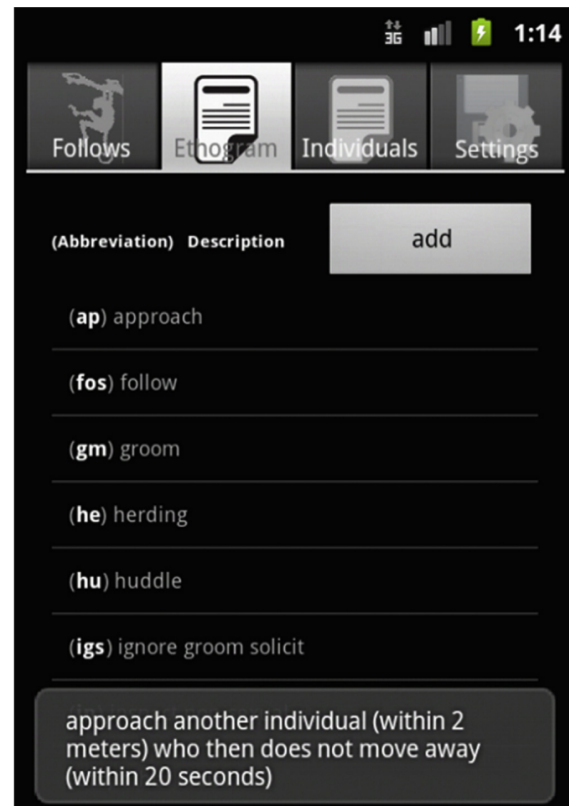 3G 1:14
Follows Ethogram Individuals Settings
(Abbreviation) Description add
(ap) approach
(fos) follow
(gm) groom
(he) herding
(hu) huddle
(igs) ignore groom solicit
approach another individual (within 2
meters) who then does not move away
(within 20 seconds)